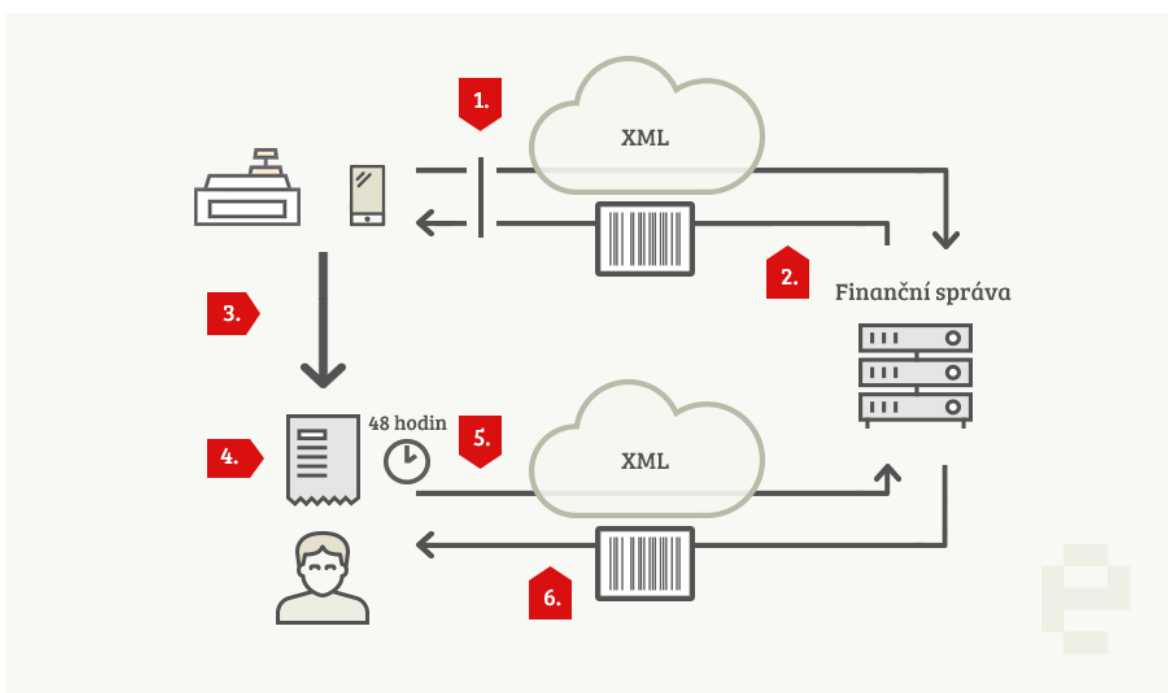 1.
XML
2.
Finanční správa
3.
48 hodin
5.
4.
XML
6.